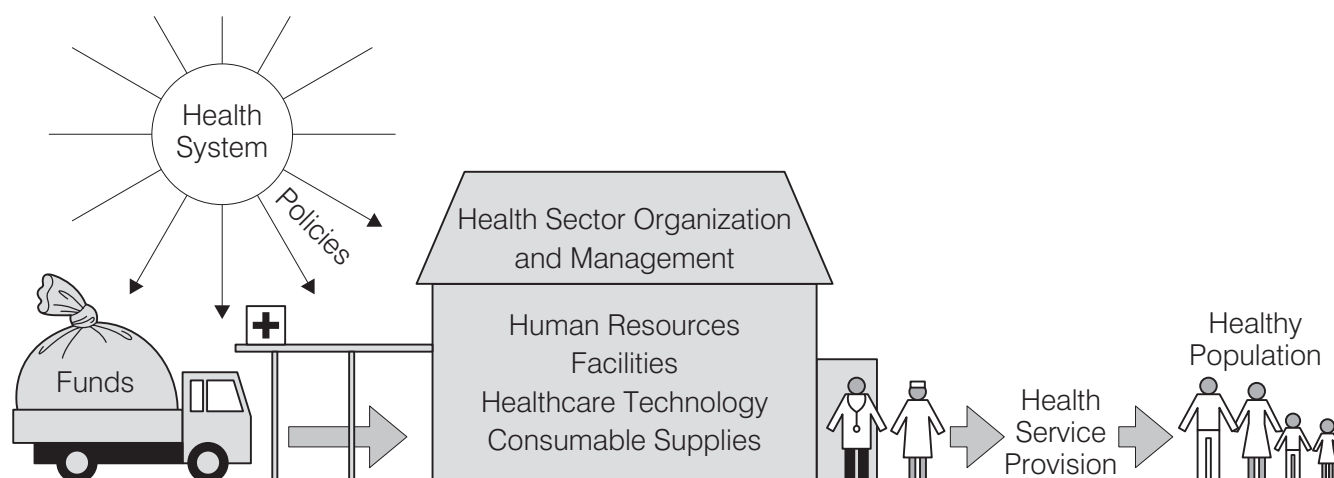 Health
System
Policies
Health Sector Organization
and Management
Human Resources
Facilities
Healthcare Technology
Consumable Supplies
Funds
Health
Service
Provision
Healthy
Population